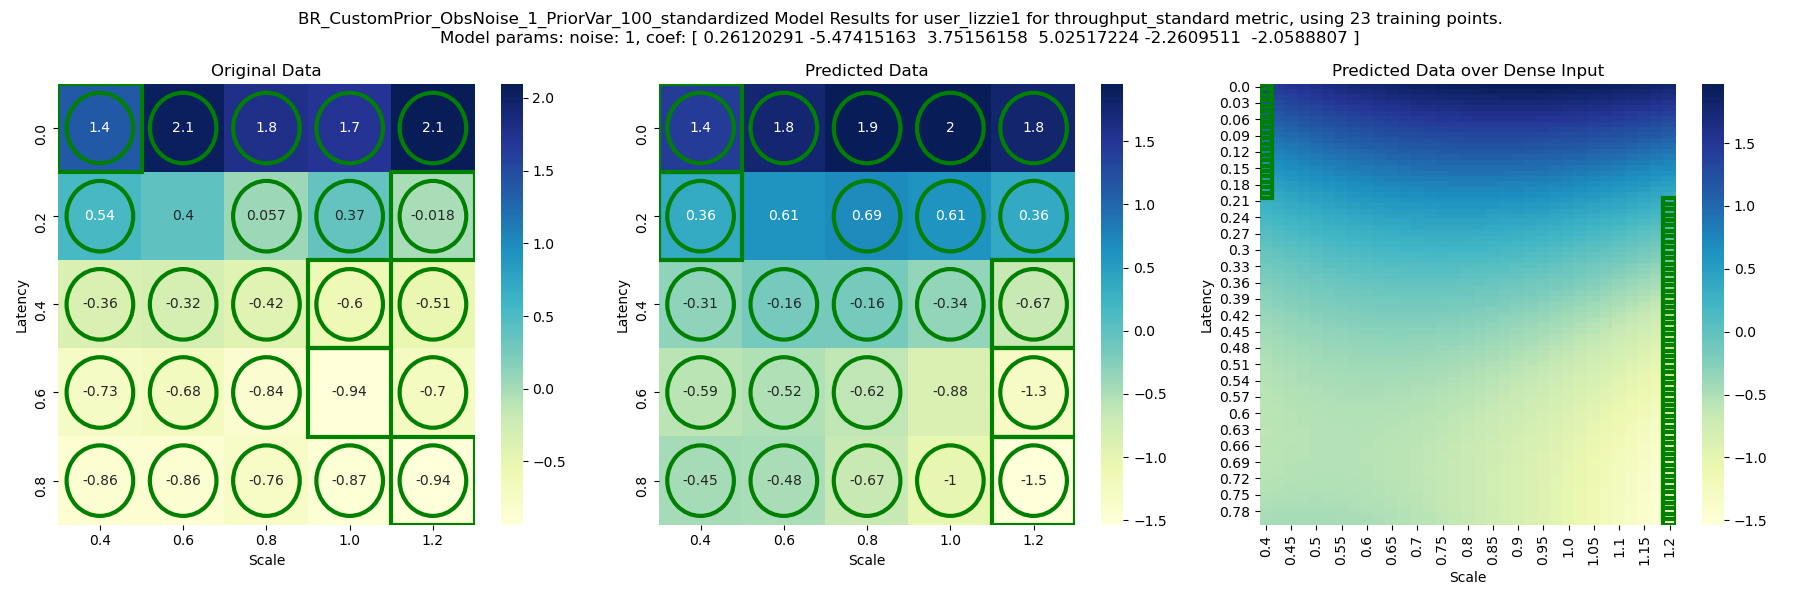 BR_CustomPrior_ObsNoise_1_PriorVar_100_standardized Model Results for user_lizzie1 for throughput_standard metric, using 23 training points.
Model params: noise: 1, coef: [ 0.26120291 -5.47415163  3.75156158  5.02517224 -2.2609511  -2.0588807 ]
Original Data
Latency
0.0 1.4 2.1 1.8 1.7 2.1
0.2 0.54 0.4 0.057 0.37 -0.018
0.4 -0.36 -0.32 -0.42 -0.6 -0.51
0.6 -0.73 -0.68 -0.84 -0.94 -0.7
0.8 -0.86 -0.86 -0.76 -0.87 -0.94
0.4 0.6 0.8 1.0 1.2
Scale
2.0
1.5
1.0
0.5
0.0
−0.5
Predicted Data
Latency
0.0 1.4 1.8 1.9 2 1.8
0.2 0.36 0.61 0.69 0.61 0.36
0.4 -0.31 -0.16 -0.16 -0.34 -0.67
0.6 -0.59 -0.52 -0.62 -0.88 -1.3
0.8 -0.45 -0.48 -0.67 -1 -1.5
0.4 0.6 0.8 1.0 1.2
Scale
1.5
1.0
0.5
0.0
−0.5
−1.0
−1.5
Predicted Data over Dense Input
Latency
0.0
0.03
0.06
0.09
0.12
0.15
0.18
0.21
0.24
0.27
0.3
0.33
0.36
0.39
0.42
0.45
0.48
0.51
0.54
0.57
0.6
0.63
0.66
0.69
0.72
0.75
0.78
0.4 0.45 0.5 0.55 0.6 0.65 0.7 0.75 0.8 0.85 0.9 0.95 1.0 1.05 1.1 1.15 1.2
Scale
1.5
1.0
0.5
0.0
−0.5
−1.0
−1.5